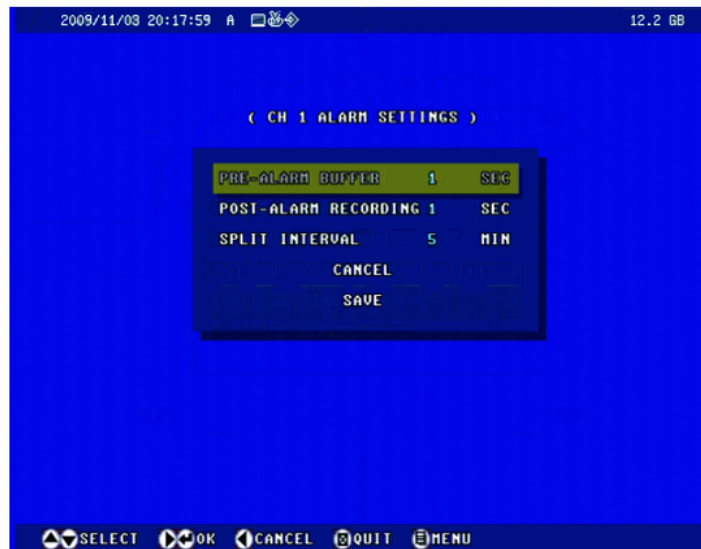 2009/11/03 20:17:59 A 12.2 GB
( CH 1 ALARM SETTINGS )
PRE-ALARM BUFFER 1 SEC
POST-ALARM RECORDING 1 SEC
SPLIT INTERVAL 5 MIN
CANCEL
SAVE
SELECT OK CANCEL QUIT MENU